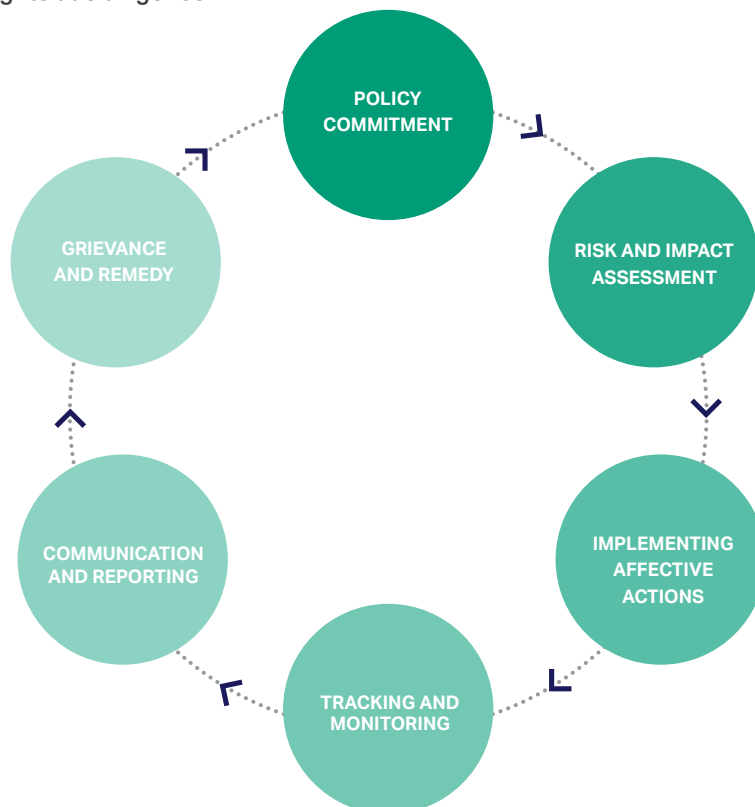 POLICY
COMMITMENT
RISK AND IMPACT
ASSESSMENT
IMPLEMENTING
AFFECTIVE
ACTIONS
TRACKING AND
MONITORING
COMMUNICATION
AND REPORTING
GRIEVANCE
AND REMEDY